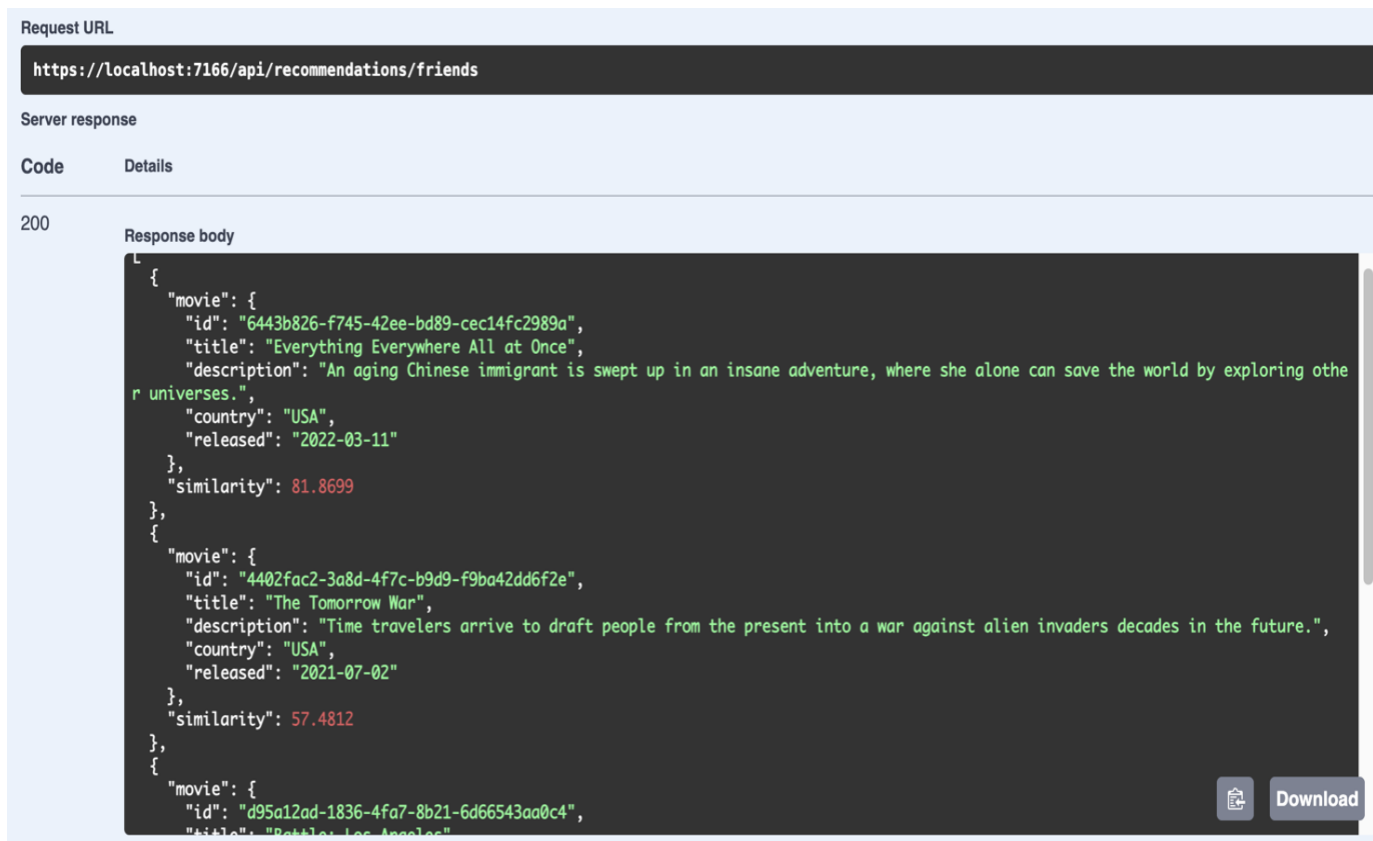 Request URL
https://localhost:7166/api/recommendations/friends
Server response
Code Details
200
Response body
[
{
"movie": {
"id": "6443b826-f745-42ee-bd89-cec14fc2989a",
"title": "Everything Everywhere All at Once",
"description": "An aging Chinese immigrant is swept up in an insane adventure, where she alone can save the world by exploring othe
r universes.",
"country": "USA",
"released": "2022-03-11"
},
"similarity": 81.8699
},
{
"movie": {
"id": "4402fac2-3a8d-4f7c-b9d9-f9ba42dd6f2e",
"title": "The Tomorrow War",
"description": "Time travelers arrive to draft people from the present into a war against alien invaders decades in the future.",
"country": "USA",
"released": "2021-07-02"
},
"similarity": 57.4812
},
{
"movie": {
"id": "d95a12ad-1836-4fa7-8b21-6d66543aa0c4",
"title": "Battle: Los Angeles"
Download